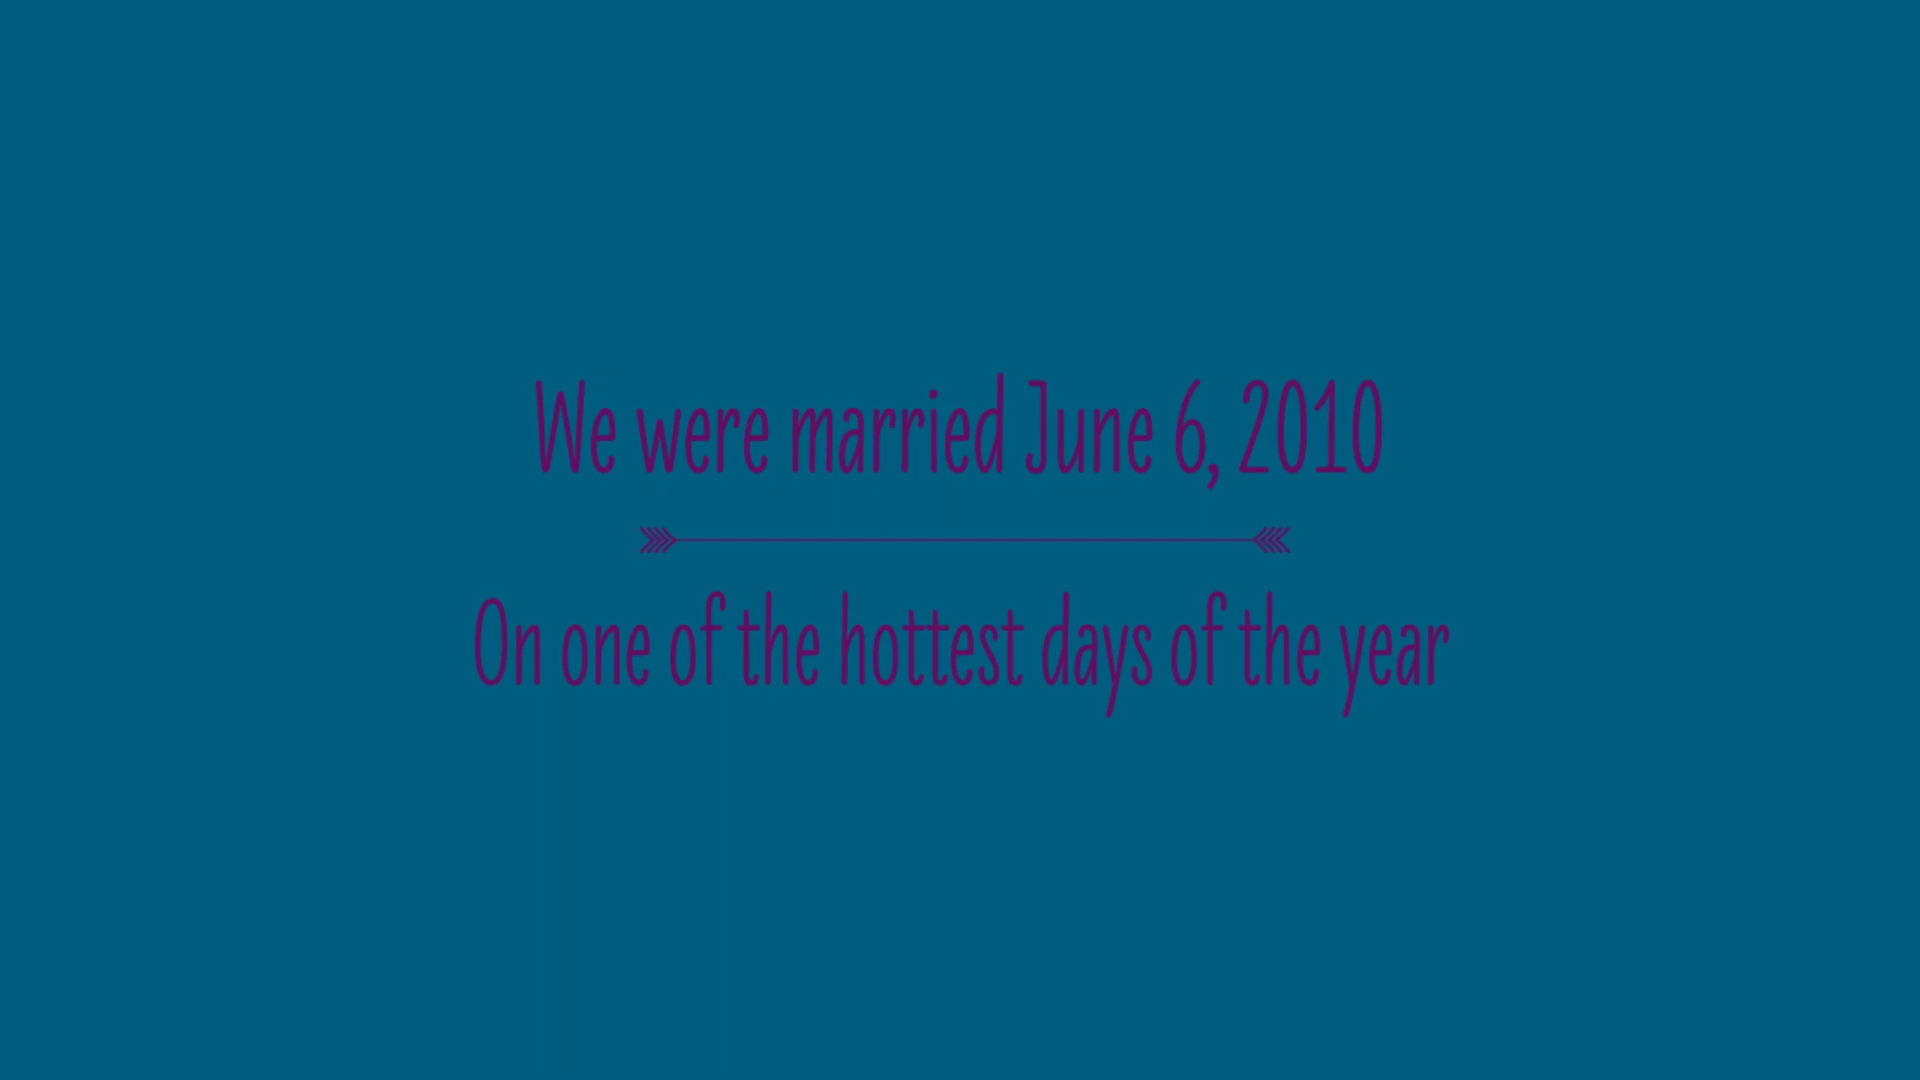 We were married June 6, 2010
On one of the hottest days of the year